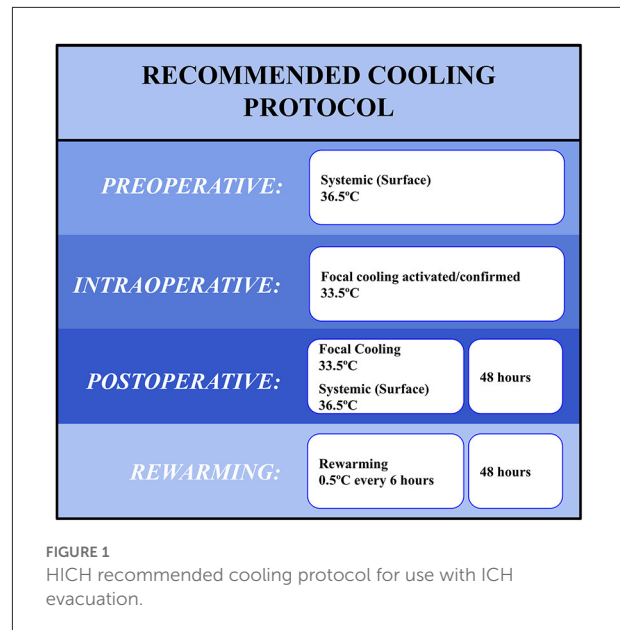 RECOMMENDED COOLING
PROTOCOL
PREOPERATIVE:
Systemic (Surface)
36.5ºC
INTRAOPERATIVE:
Focal cooling activated/confirmed
33.5ºC
POSTOPERATIVE:
Focal Cooling
33.5ºC
Systemic (Surface)
36.5ºC
48 hours
REWARMING:
Rewarming
0.5ºC every 6 hours
48 hours
FIGURE 1
HICH recommended cooling protocol for use with ICH
evacuation.